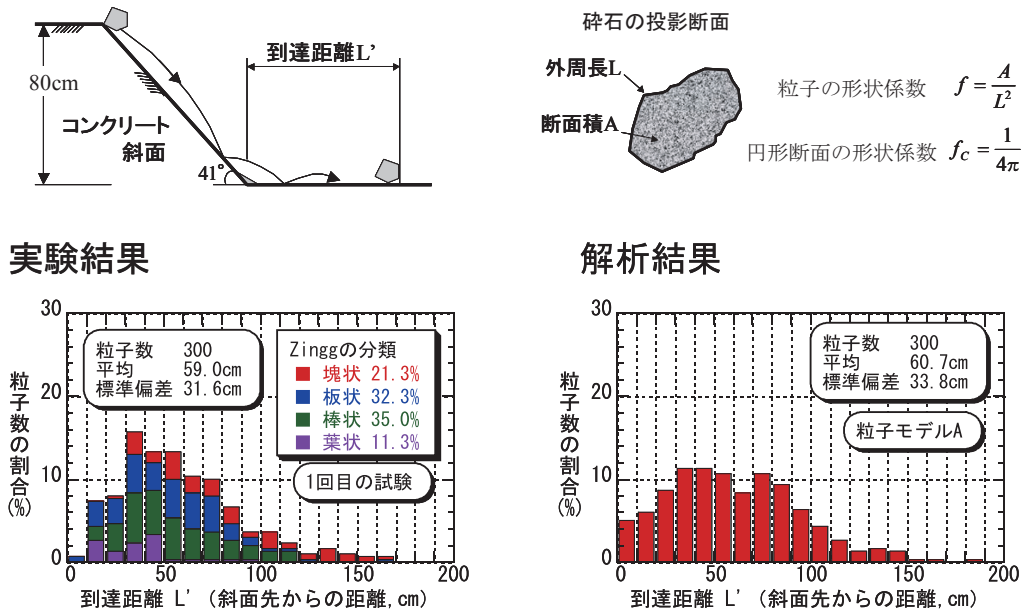 80cm
コンクリート
斜面
41°
到達距離L’
砕石の投影断面
外周長L
断面積A
粒子の形状係数 f = A / L²
円形断面の形状係数 f_C = 1 / 4π
実験結果
30
20
10
0
粒子数の割合(%)
粒子数 300
平均 59.0cm
標準偏差 31.6cm
Zinggの分類
塊状 21.3%
板状 32.3%
棒状 35.0%
葉状 11.3%
1回目の試験
0 50 100 150 200
到達距離 L’ (斜面先からの距離,cm)
解析結果
30
20
10
0
粒子数の割合(%)
粒子数 300
平均 60.7cm
標準偏差 33.8cm
粒子モデルA
0 50 100 150 200
到達距離 L’ (斜面先からの距離,cm)